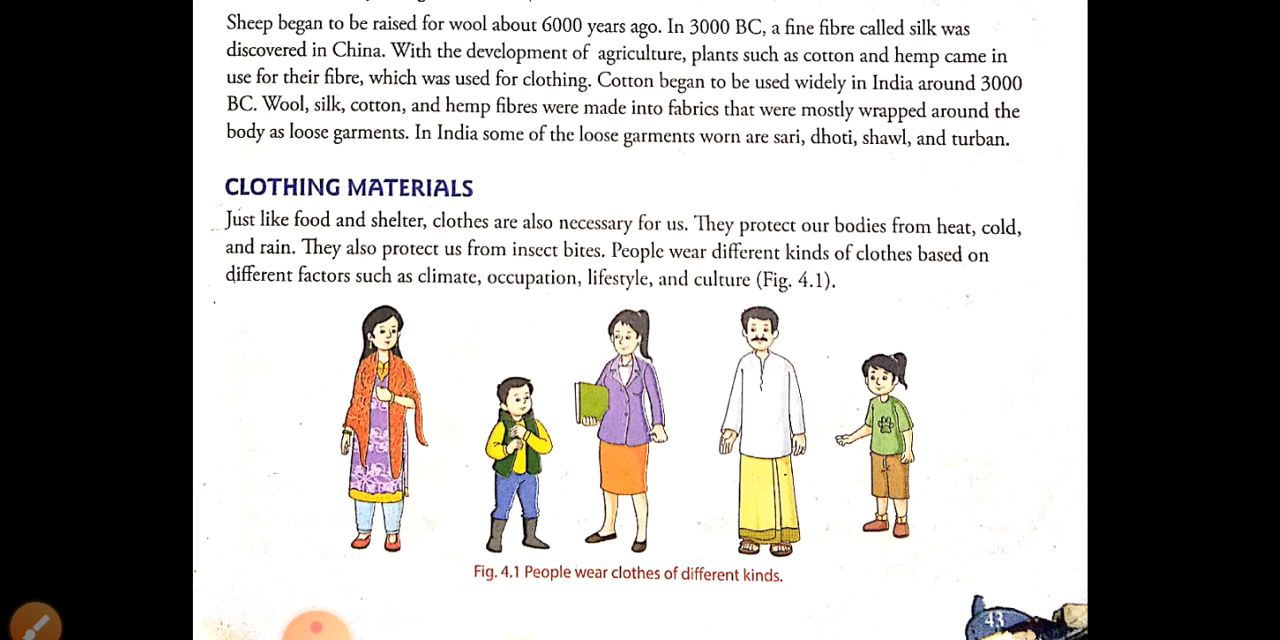 Sheep began to be raised for wool about 6000 years ago. In 3000 BC, a fine fibre called silk was
discovered in China. With the development of agriculture, plants such as cotton and hemp came in
use for their fibre, which was used for clothing. Cotton began to be used widely in India around 3000
BC. Wool, silk, cotton, and hemp fibres were made into fabrics that were mostly wrapped around the
body as loose garments. In India some of the loose garments worn are sari, dhoti, shawl, and turban.
CLOTHING MATERIALS
Just like food and shelter, clothes are also necessary for us. They protect our bodies from heat, cold,
and rain. They also protect us from insect bites. People wear different kinds of clothes based on
different factors such as climate, occupation, lifestyle, and culture (Fig. 4.1).
Fig. 4.1 People wear clothes of different kinds.
43